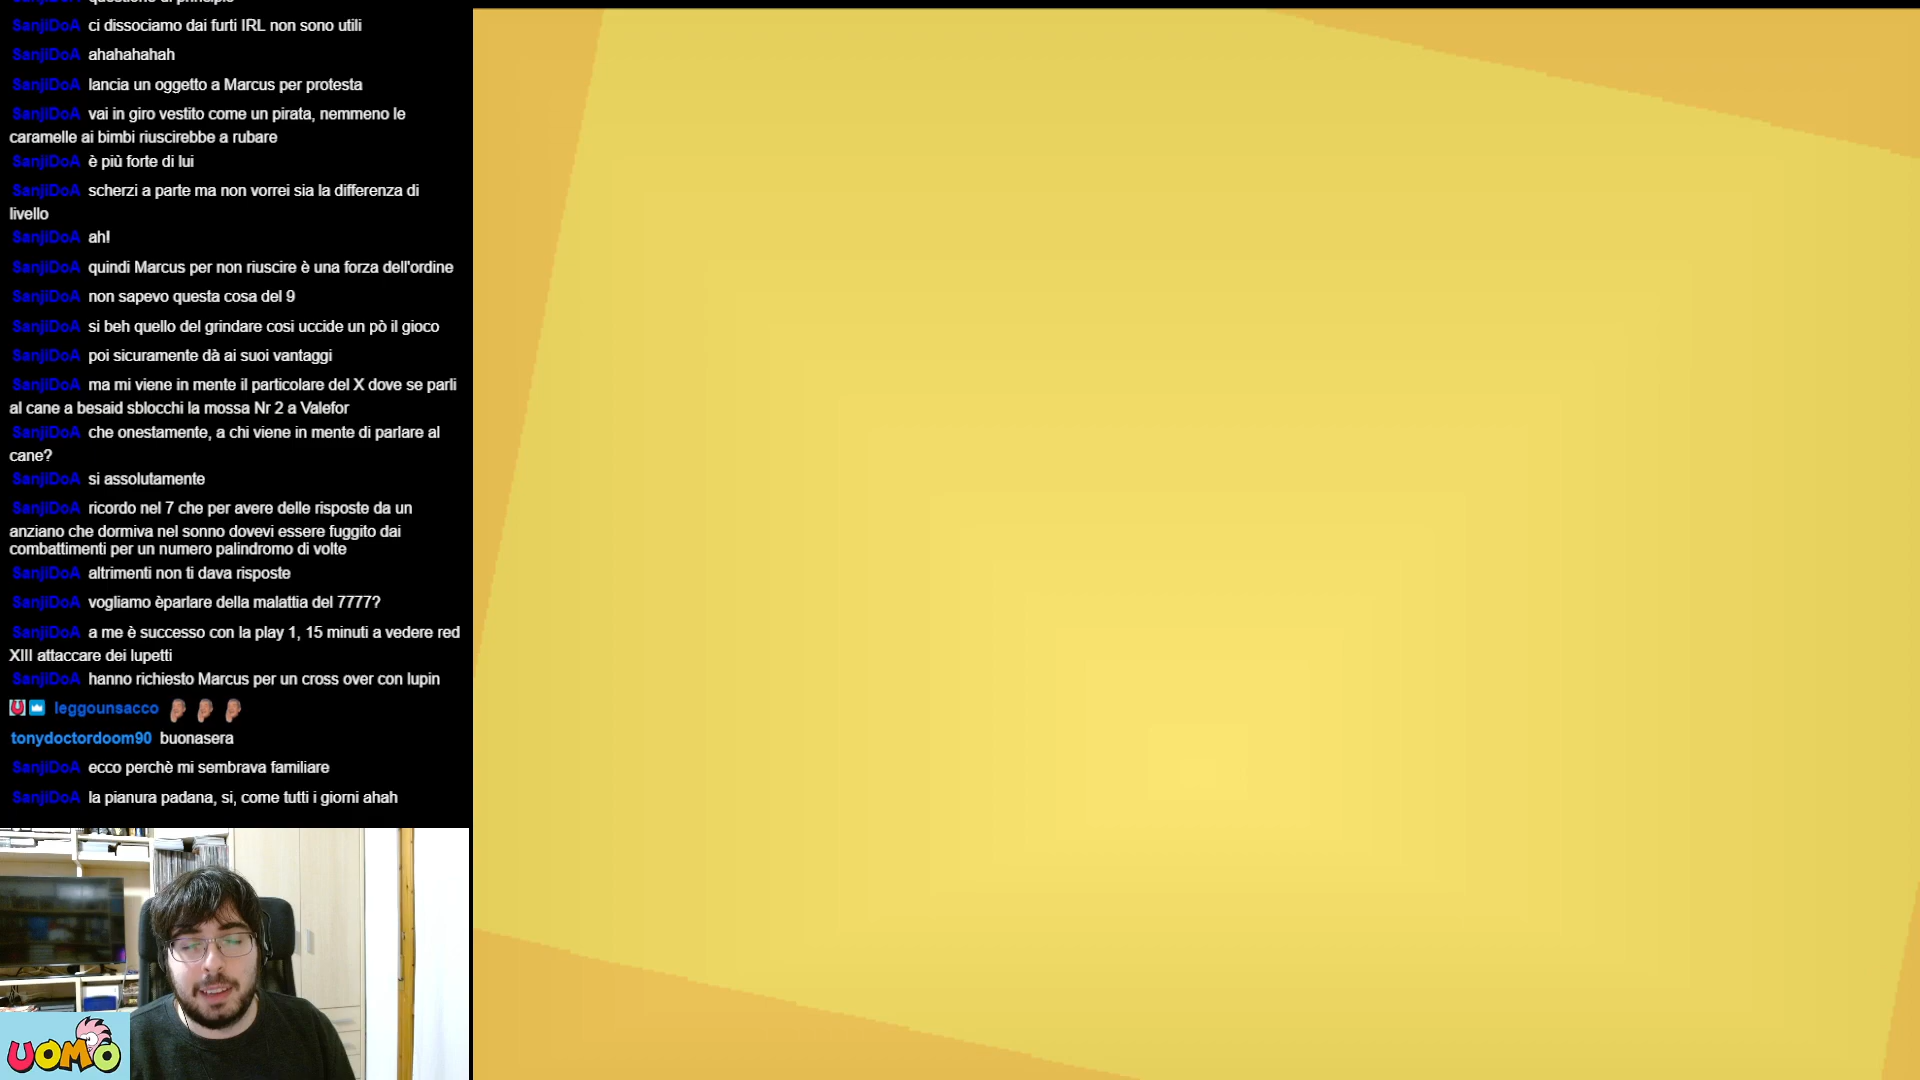 SanjiDoA questione di principio
SanjiDoA ci dissociamo dai furti IRL non sono utili
SanjiDoA ahahahahah
SanjiDoA lancia un oggetto a Marcus per protesta
SanjiDoA vai in giro vestito come un pirata, nemmeno le
caramelle ai bimbi riuscirebbe a rubare
SanjiDoA è più forte di lui
SanjiDoA scherzi a parte ma non vorrei sia la differenza di
livello
SanjiDoA ah!
SanjiDoA quindi Marcus per non riuscire è una forza dell'ordine
SanjiDoA non sapevo questa cosa del 9
SanjiDoA si beh quello del grindare cosi uccide un pò il gioco
SanjiDoA poi sicuramente dà ai suoi vantaggi
SanjiDoA ma mi viene in mente il particolare del X dove se parli
al cane a besaid sblocchi la mossa Nr 2 a Valefor
SanjiDoA che onestamente, a chi viene in mente di parlare al
cane?
SanjiDoA si assolutamente
SanjiDoA ricordo nel 7 che per avere delle risposte da un
anziano che dormiva nel sonno dovevi essere fuggito dai
combattimenti per un numero palindromo di volte
SanjiDoA altrimenti non ti dava risposte
SanjiDoA vogliamo èparlare della malattia del 7777?
SanjiDoA a me è successo con la play 1, 15 minuti a vedere red
XIII attaccare dei lupetti
SanjiDoA hanno richiesto Marcus per un cross over con lupin
leggounsacco
tonydoctordoom90 buonasera
SanjiDoA ecco perchè mi sembrava familiare
SanjiDoA la pianura padana, si, come tutti i giorni ahah
UOMO